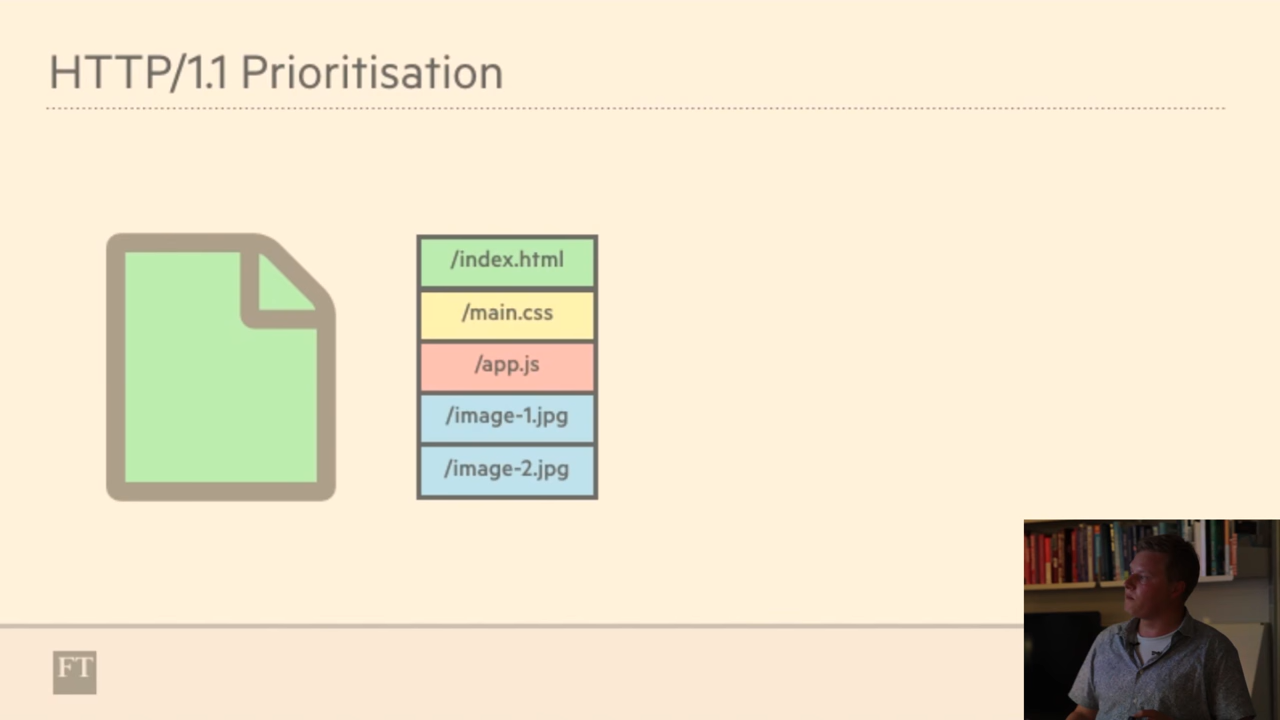 HTTP/1.1 Prioritisation
/index.html
/main.css
/app.js
/image-1.jpg
/image-2.jpg
FT